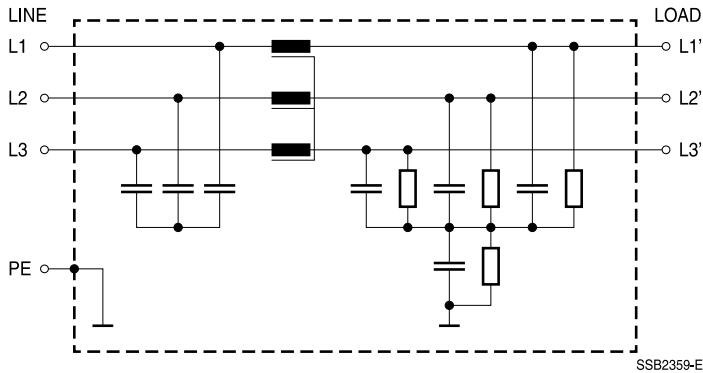 LINE LOAD
L1 L1'
L2 L2'
L3 L3'
PE
SSB2359-E